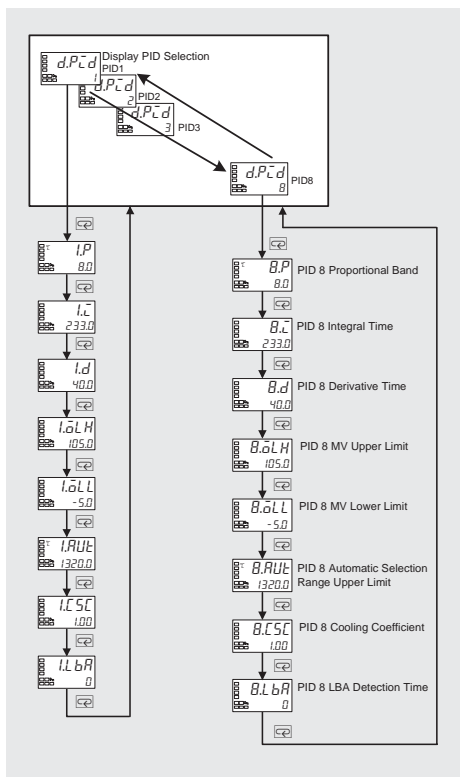 d.PID
1
Display PID Selection
PID1
d.PID
2
PID2
d.PID
3
PID3
d.PID
8
PID8
1.P
8.0
1.I
233.0
1.d
40.0
1.oLH
105.0
1.oLL
-5.0
1.AUt
1320.0
1.CSC
1.00
1.LbA
0
8.P
8.0
PID 8 Proportional Band
8.I
233.0
PID 8 Integral Time
8.d
40.0
PID 8 Derivative Time
8.oLH
105.0
PID 8 MV Upper Limit
8.oLL
-5.0
PID 8 MV Lower Limit
8.AUt
1320.0
PID 8 Automatic Selection
Range Upper Limit
8.CSC
1.00
PID 8 Cooling Coefficient
8.LbA
0
PID 8 LBA Detection Time